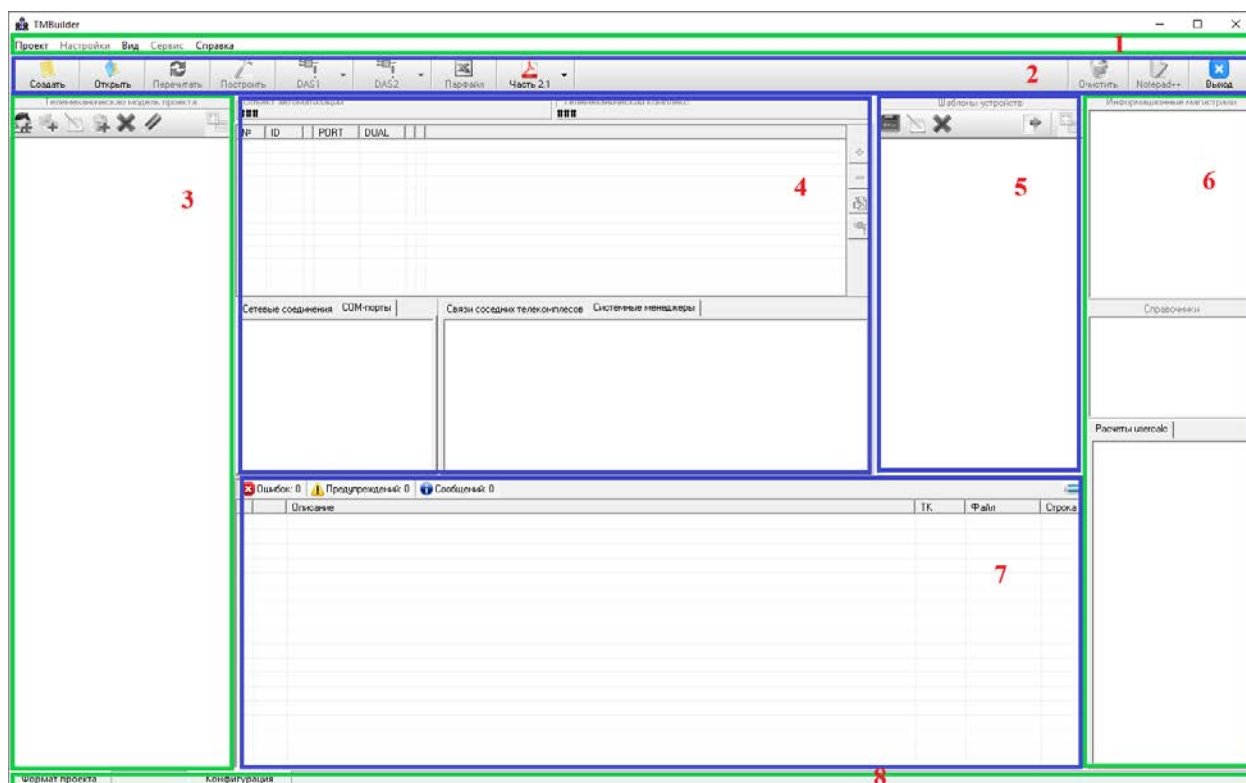 TMBuilder
Проект Настройки Вид Сервис Справка
1
Создать Открыть Перечитать Построить DAS1 DAS2 Парфайл Часть 2.1 2 Очистить Notepad++ Выход
Телемеханическая модель проекта
Объект автоматизации Телемеханический комплекс
Шаблоны устройств
Информационные магистрали
### ###
№ ID PORT DUAL
3
4
5
6
Сетевые соединения COM-порты
Связи соседних телекомплесов Системные менеджеры
Справочники
Расчеты usercalc
Ошибок: 0 Предупреждений: 0 Сообщений: 0
Описание ТК Файл Строка
7
8
Формат проекта Конфигурация